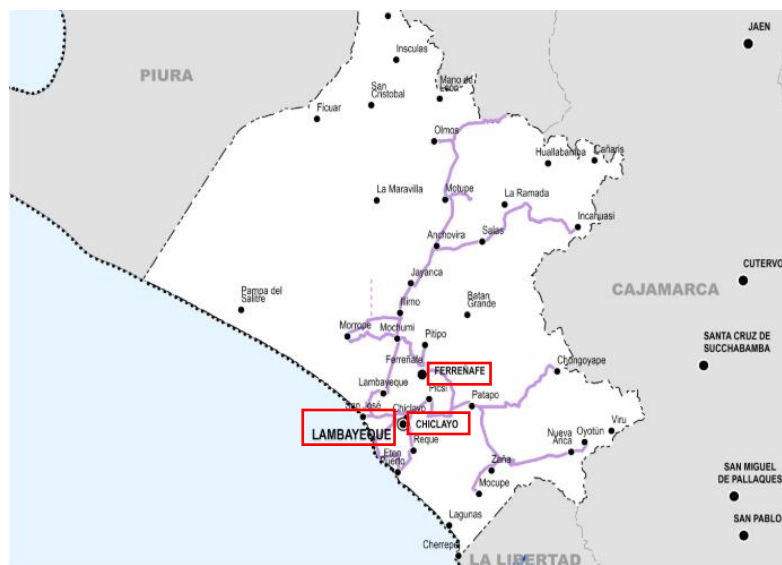 JAEN
Insculas
PIURA
San
Cristobal
Mano de
León
Ficuar
Olmos
Huallabamba
Cañaris
La Maravilla
Motupe
La Ramada
Incahuasi
Anchovira
Salas
CUTERVO
Jayanca
CAJAMARCA
Pampa del
Salitre
Batan
Grande
Illimo
Morrope
Mochumi
Pitipo
SANTA CRUZ DE
SUCCHABAMBA
Ferreñafe
FERREÑAFE
Chongoyape
Lambayeque
Picsi
Patapo
San José
Chiclayo
CHICLAYO
LAMBAYEQUE
Viru
Nueva
Arica
Oyotún
Reque
Eten
Puerto
Zaña
SAN MIGUEL
DE PALLAQUES
Mocupe
Lagunas
SAN PABLO
Cherrepe
LA LIBERTAD